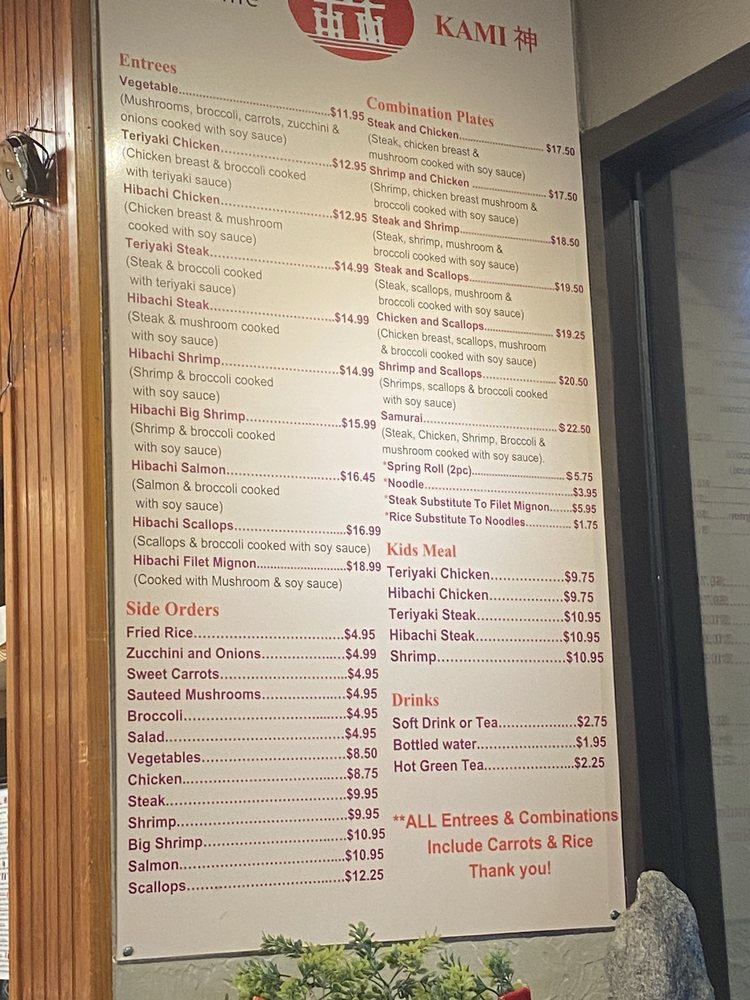 KAMI 神
Entrees
Vegetable...$11.95
(Mushrooms, broccoli, carrots, zucchini &
onions cooked with soy sauce)
Teriyaki Chicken...$12.95
(Chicken breast & broccoli cooked
with teriyaki sauce)
Hibachi Chicken...$12.95
(Chicken breast & mushroom
cooked with soy sauce)
Teriyaki Steak...$14.99
(Steak & broccoli cooked
with teriyaki sauce)
Hibachi Steak...$14.99
(Steak & mushroom cooked
with soy sauce)
Hibachi Shrimp...$14.99
(Shrimp & broccoli cooked
with soy sauce)
Hibachi Big Shrimp...$15.99
(Shrimp & broccoli cooked
with soy sauce)
Hibachi Salmon...$16.45
(Salmon & broccoli cooked
with soy sauce)
Hibachi Scallops...$16.99
(Scallops & broccoli cooked with soy sauce)
Hibachi Filet Mignon...$18.99
(Cooked with Mushroom & soy sauce)
Side Orders
Fried Rice...$4.95
Zucchini and Onions...$4.99
Sweet Carrots...$4.95
Sauteed Mushrooms...$4.95
Broccoli...$4.95
Salad...$4.95
Vegetables...$8.50
Chicken...$8.75
Steak...$9.95
Shrimp...$9.95
Big Shrimp...$10.95
Salmon...$10.95
Scallops...$12.25
Combination Plates
Steak and Chicken...$17.50
(Steak, chicken breast &
mushroom cooked with soy sauce)
Shrimp and Chicken...$17.50
(Shrimp, chicken breast mushroom &
broccoli cooked with soy sauce)
Steak and Shrimp...$18.50
(Steak, shrimp, mushroom &
broccoli cooked with soy sauce)
Steak and Scallops...$19.50
(Steak, scallops, mushroom &
broccoli cooked with soy sauce)
Chicken and Scallops...$19.25
(Chicken breast, scallops, mushroom
& broccoli cooked with soy sauce)
Shrimp and Scallops...$20.50
(Shrimps, scallops & broccoli cooked
with soy sauce)
Samurai...$22.50
(Steak, Chicken, Shrimp, Broccoli &
mushroom cooked with soy sauce).
*Spring Roll (2pc)...$5.75
*Noodle...$3.95
*Steak Substitute To Filet Mignon...$5.95
*Rice Substitute To Noodles...$1.75
Kids Meal
Teriyaki Chicken...$9.75
Hibachi Chicken...$9.75
Teriyaki Steak...$10.95
Hibachi Steak...$10.95
Shrimp...$10.95
Drinks
Soft Drink or Tea...$2.75
Bottled water...$1.95
Hot Green Tea...$2.25
**ALL Entrees & Combinations
Include Carrots & Rice
Thank you!